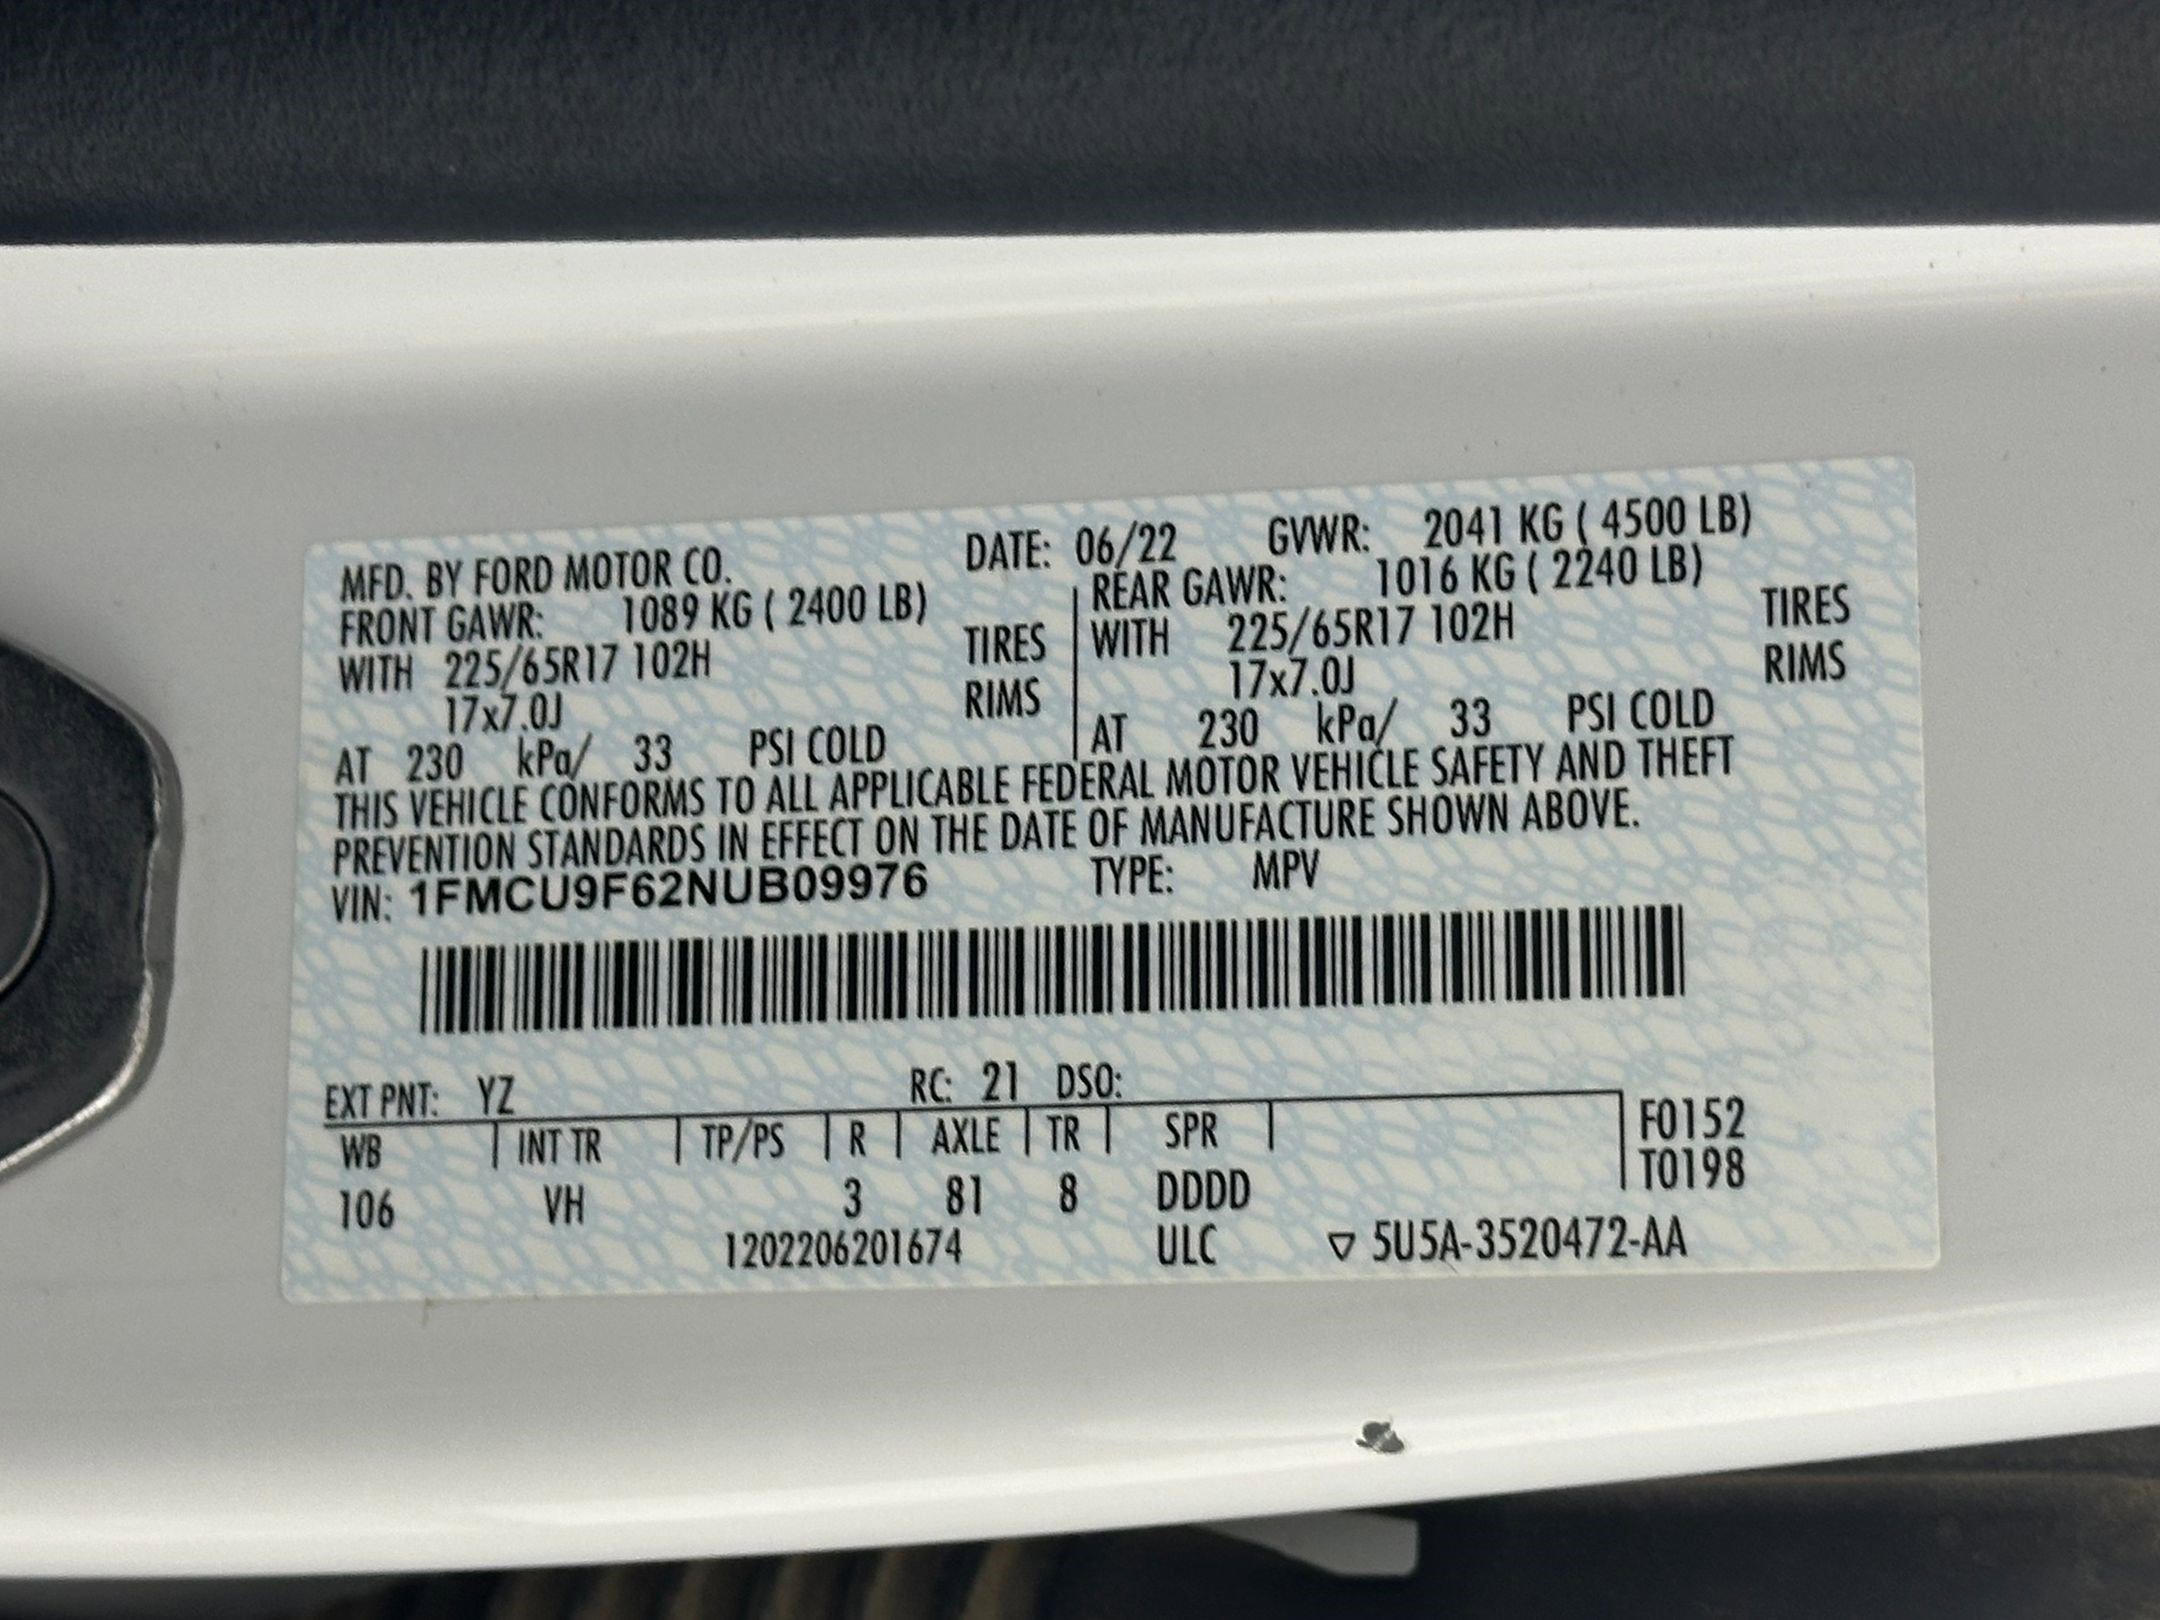 MFD. BY FORD MOTOR CO. DATE: 06/22 GVWR: 2041 KG ( 4500 LB)
FRONT GAWR: 1089 KG ( 2400 LB) REAR GAWR: 1016 KG ( 2240 LB)
WITH 225/65R17 102H TIRES WITH 225/65R17 102H TIRES
17x7.0J RIMS 17x7.0J RIMS
AT 230 kPa/ 33 PSI COLD AT 230 kPa/ 33 PSI COLD
THIS VEHICLE CONFORMS TO ALL APPLICABLE FEDERAL MOTOR VEHICLE SAFETY AND THEFT
PREVENTION STANDARDS IN EFFECT ON THE DATE OF MANUFACTURE SHOWN ABOVE.
VIN: 1FMCU9F62NUB09976 TYPE: MPV
EXT PNT: YZ RC: 21 DSO:
WB | INT TR | TP/PS | R | AXLE | TR | SPR | F0152
T0198
106 VH 3 81 8 DDDD
1202206201674 ULC ▽ 5U5A-3520472-AA